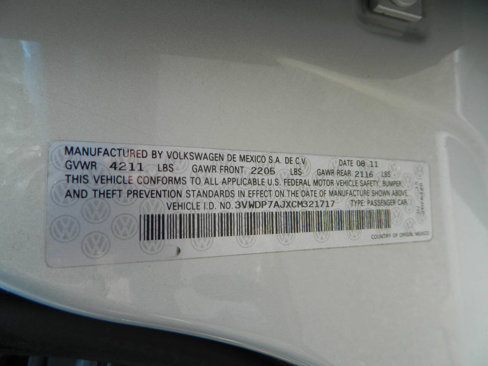 MANUFACTURED BY VOLKSWAGEN DE MEXICO S.A. DE C.V. DATE 08 11
GVWR 4211 LBS GAWR FRONT 2205 LBS GAWR REAR 2116 LBS
THIS VEHICLE CONFORMS TO ALL APPLICABLE U.S. FEDERAL MOTOR VEHICLE SAFETY, BUMPER,
AND THEFT PREVENTION STANDARDS IN EFFECT ON THE DATE OF MANUFACTURE SHOWN ABOVE.
VEHICLE I.D. NO. 3VWDP7AJXCM321717 TYPE: PASSENGER CAR
COUNTRY OF ORIGIN: MEXICO